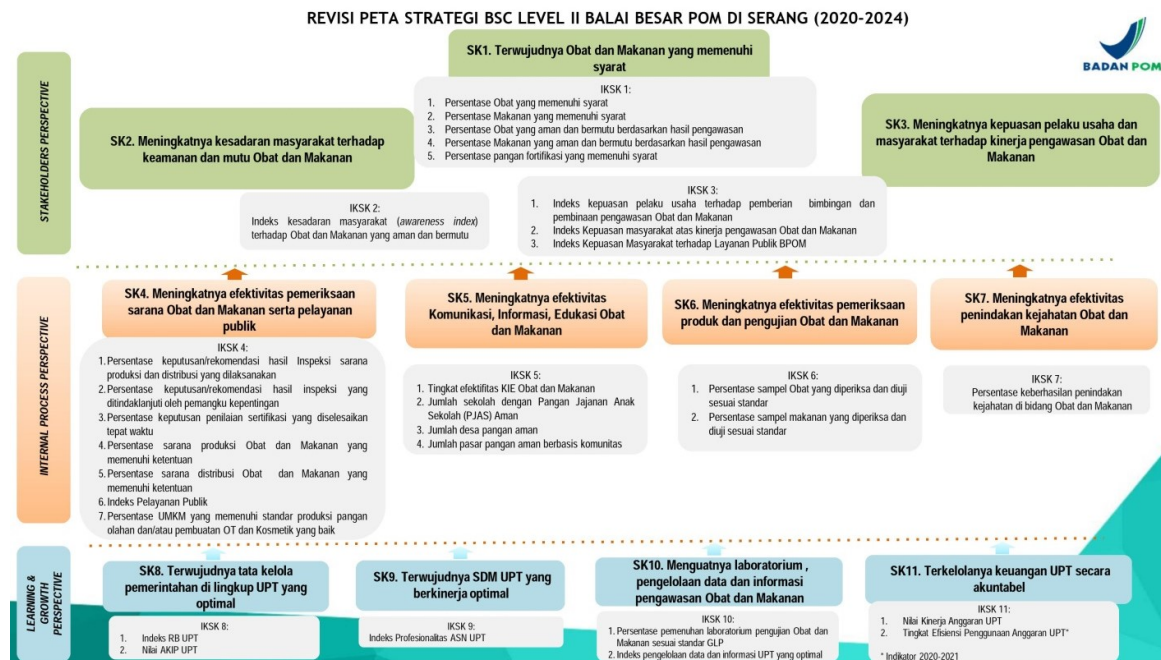 REVISI PETA STRATEGI BSC LEVEL II BALAI BESAR POM DI SERANG (2020-2024)
BADAN POM
STAKEHOLDERS PERSPECTIVE
SK1. Terwujudnya Obat dan Makanan yang memenuhi
syarat
IKSK 1:
1. Persentase Obat yang memenuhi syarat
2. Persentase Makanan yang memenuhi syarat
3. Persentase Obat yang aman dan bermutu berdasarkan hasil pengawasan
4. Persentase Makanan yang aman dan bermutu berdasarkan hasil pengawasan
5. Persentase pangan fortifikasi yang memenuhi syarat
SK2. Meningkatnya kesadaran masyarakat terhadap
keamanan dan mutu Obat dan Makanan
IKSK 2:
Indeks kesadaran masyarakat (awareness index)
terhadap Obat dan Makanan yang aman dan bermutu
SK3. Meningkatnya kepuasan pelaku usaha dan
masyarakat terhadap kinerja pengawasan Obat dan
Makanan
IKSK 3:
1. Indeks kepuasan pelaku usaha terhadap pemberian bimbingan dan
pembinaan pengawasan Obat dan Makanan
2. Indeks Kepuasan masyarakat atas kinerja pengawasan Obat dan Makanan
3. Indeks Kepuasan Masyarakat terhadap Layanan Publik BPOM
INTERNAL PROCESS PERSPECTIVE
SK4. Meningkatnya efektivitas pemeriksaan
sarana Obat dan Makanan serta pelayanan
publik
IKSK 4:
1. Persentase keputusan/rekomendasi hasil Inspeksi sarana
produksi dan distribusi yang dilaksanakan
2. Persentase keputusan/rekomendasi hasil inspeksi yang
ditindaklanjuti oleh pemangku kepentingan
3. Persentase keputusan penilaian sertifikasi yang diselesaikan
tepat waktu
4. Persentase sarana produksi Obat dan Makanan yang
memenuhi ketentuan
5. Persentase sarana distribusi Obat dan Makanan yang
memenuhi ketentuan
6. Indeks Pelayanan Publik
7. Persentase UMKM yang memenuhi standar produksi pangan
olahan dan/atau pembuatan OT dan Kosmetik yang baik
SK5. Meningkatnya efektivitas
Komunikasi, Informasi, Edukasi Obat
dan Makanan
IKSK 5:
1. Tingkat efektifitas KIE Obat dan Makanan
2. Jumlah sekolah dengan Pangan Jajanan Anak
Sekolah (PJAS) Aman
3. Jumlah desa pangan aman
4. Jumlah pasar pangan aman berbasis komunitas
SK6. Meningkatnya efektivitas pemeriksaan
produk dan pengujian Obat dan Makanan
IKSK 6:
1. Persentase sampel Obat yang diperiksa dan diuji
sesuai standar
2. Persentase sampel makanan yang diperiksa dan
diuji sesuai standar
SK7. Meningkatnya efektivitas
penindakan kejahatan Obat dan
Makanan
IKSK 7:
Persentase keberhasilan penindakan
kejahatan di bidang Obat dan Makanan
LEARNING &
GROWTH
PERSPECTIVE
SK8. Terwujudnya tata kelola
pemerintahan di lingkup UPT yang
optimal
IKSK 8:
1. Indeks RB UPT
2. Nilai AKIP UPT
SK9. Terwujudnya SDM UPT yang
berkinerja optimal
IKSK 9:
Indeks Profesionalitas ASN UPT
SK10. Menguatnya laboratorium ,
pengelolaan data dan informasi
pengawasan Obat dan Makanan
IKSK 10:
1. Persentase pemenuhan laboratorium pengujian Obat dan
Makanan sesuai standar GLP
2. Indeks pengelolaan data dan informasi UPT yang optimal
SK11. Terkelolanya keuangan UPT secara
akuntabel
IKSK 11:
1. Nilai Kinerja Anggaran UPT
2. Tingkat Efisiensi Penggunaan Anggaran UPT*
* Indikator 2020-2021